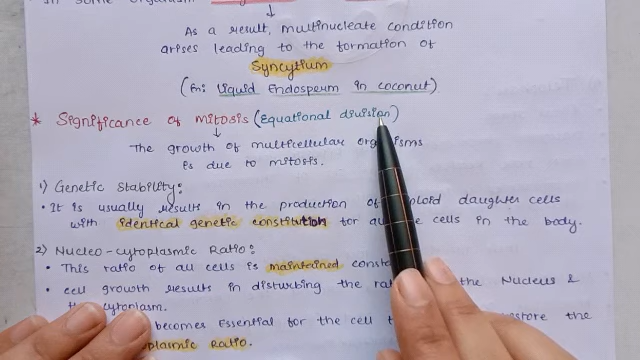 As a result, multinucleate condition
arises leading to the formation of
Syncytium
(En: Liquid Endosperm in coconut)
* Significance of mitosis (Equational division)
The growth of multicellular organisms
is due to mitosis.
1) Genetic Stability:
• It is usually results in the production of diploid daughter cells
with identical genetic constitution for all the cells in the body.
2) Nucleo-cytoplasmic Ratio:
• This ratio of all cells is maintained
• cell growth results in disturbing the the Nucleus &
cytoplasm.
becomes Essential for the cell the
Ratio.